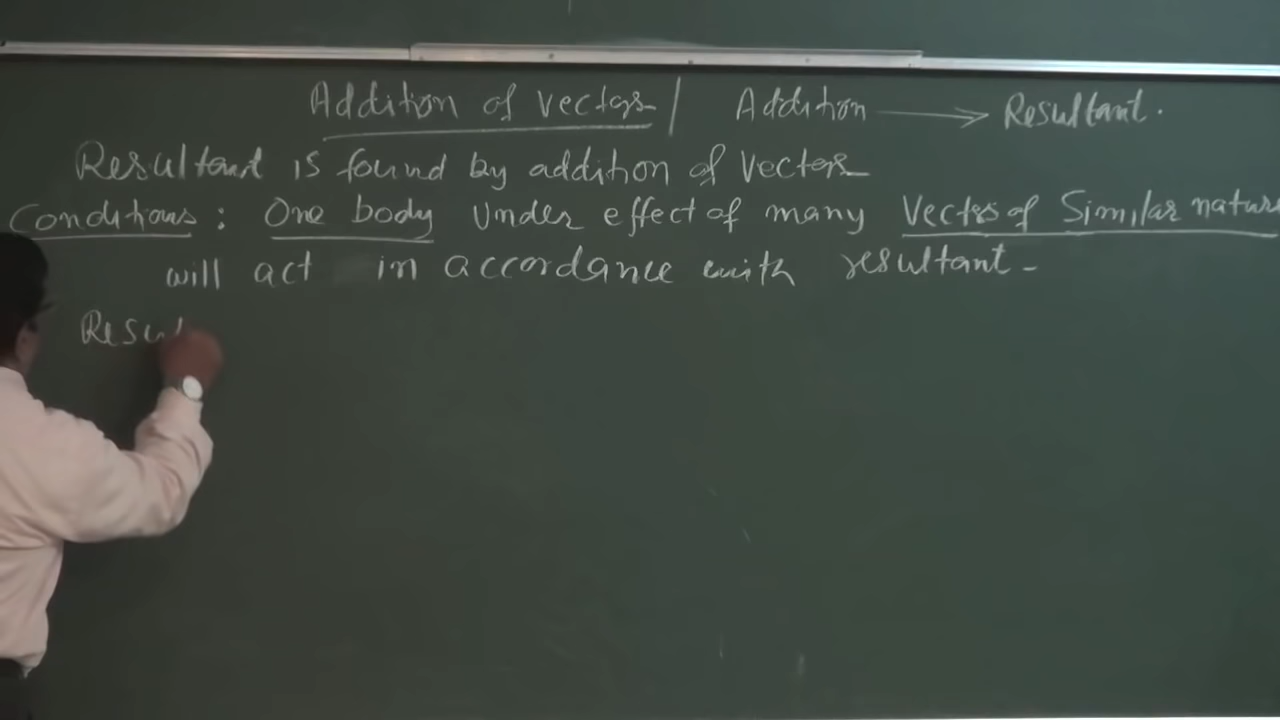 Addition of vectors / Addition → Resultant.
Resultant is found by addition of vectors
Conditions : One body under effect of many Vectors of Similar nature
will act in accordance with resultant -
Resul